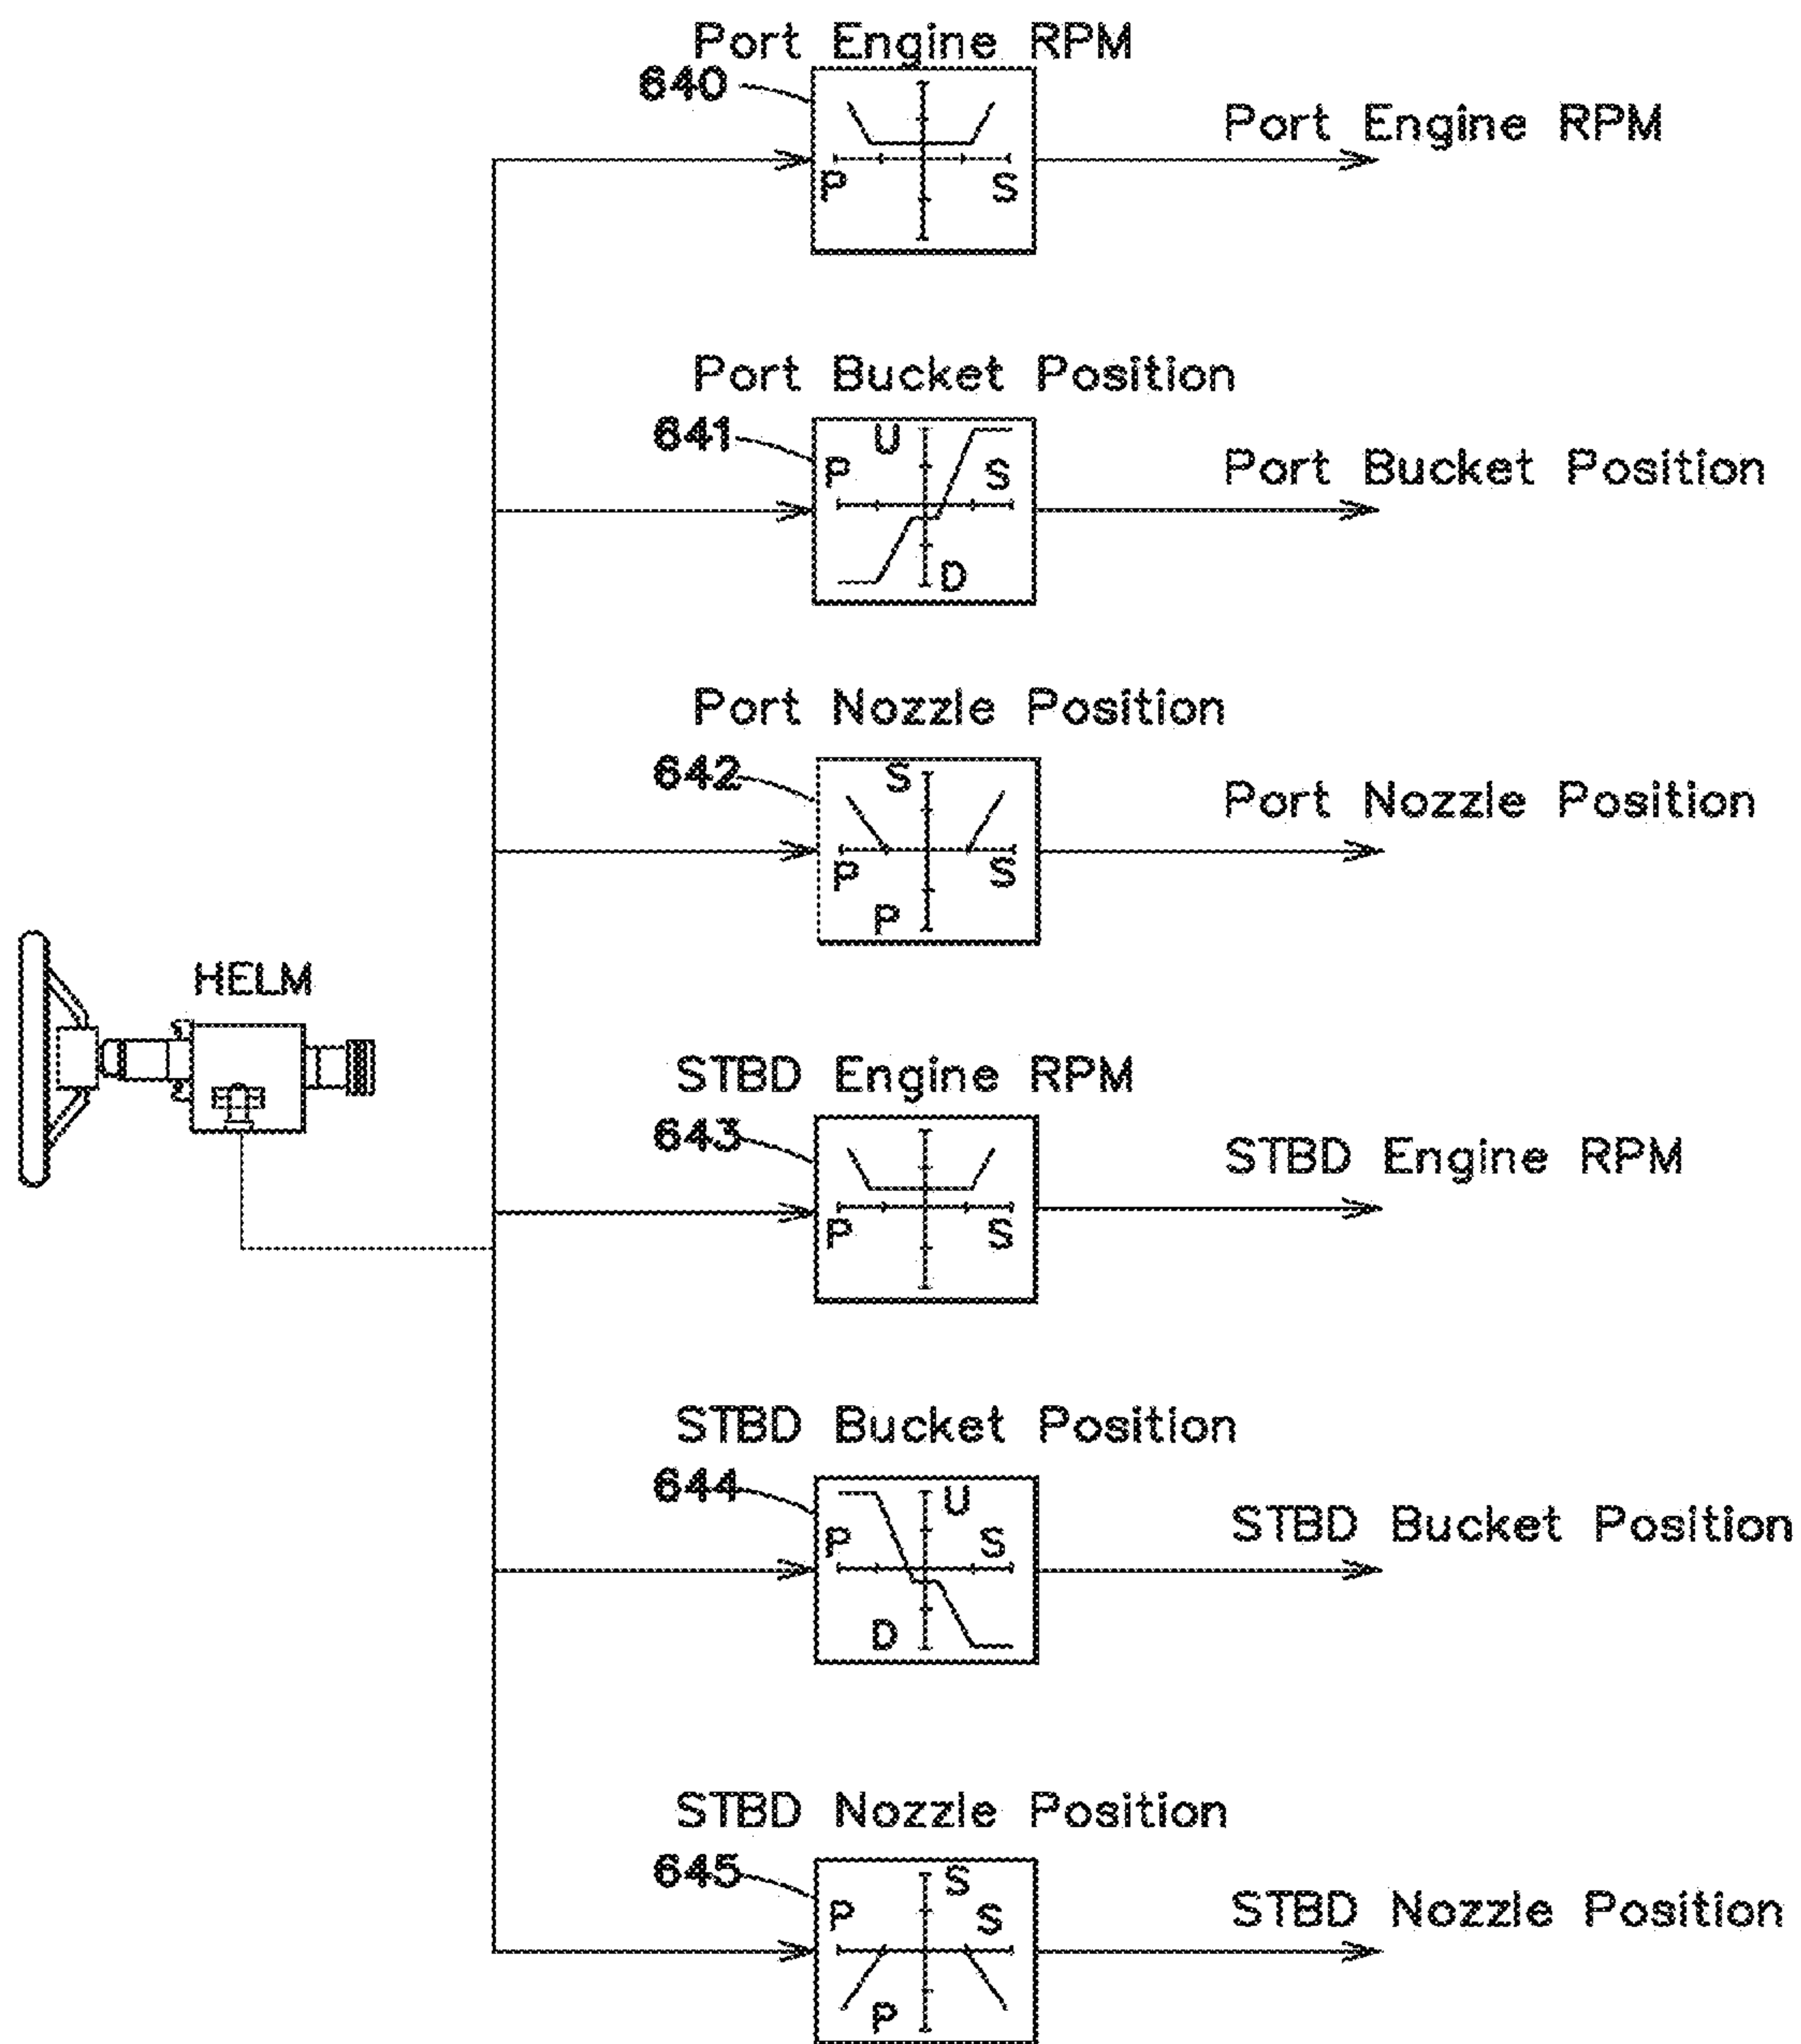 Port Engine RPM
640
P
S
Port Engine RPM
Port Bucket Position
641
U
P
S
D
Port Bucket Position
Port Nozzle Position
642
S
P
S
P
Port Nozzle Position
HELM
STBD Engine RPM
643
P
S
STBD Engine RPM
STBD Bucket Position
644
U
P
S
D
STBD Bucket Position
STBD Nozzle Position
645
S
P
S
P
STBD Nozzle Position